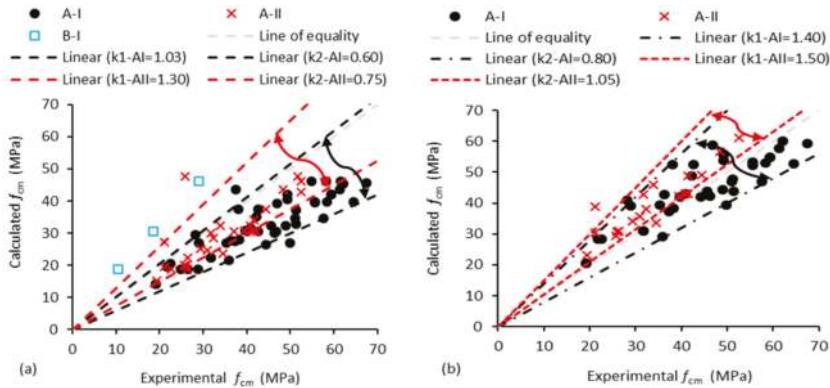 A-I A-II
B-I Line of equality
Linear (k1-AI=1.03) Linear (k2-AI=0.60)
Linear (k1-AII=1.30) Linear (k2-AII=0.75)
70
60
50
40
30
20
10
0
Calculated fcm (MPa)
0 10 20 30 40 50 60 70
(a) Experimental fcm (MPa)
A-I A-II
Line of equality Linear (k1-AI=1.40)
Linear (k2-AI=0.80) Linear (k1-AII=1.50)
Linear (k2-AII=1.05)
70
60
50
40
30
20
10
0
Calculated fcm (MPa)
0 10 20 30 40 50 60 70
(b) Experimental fcm (MPa)